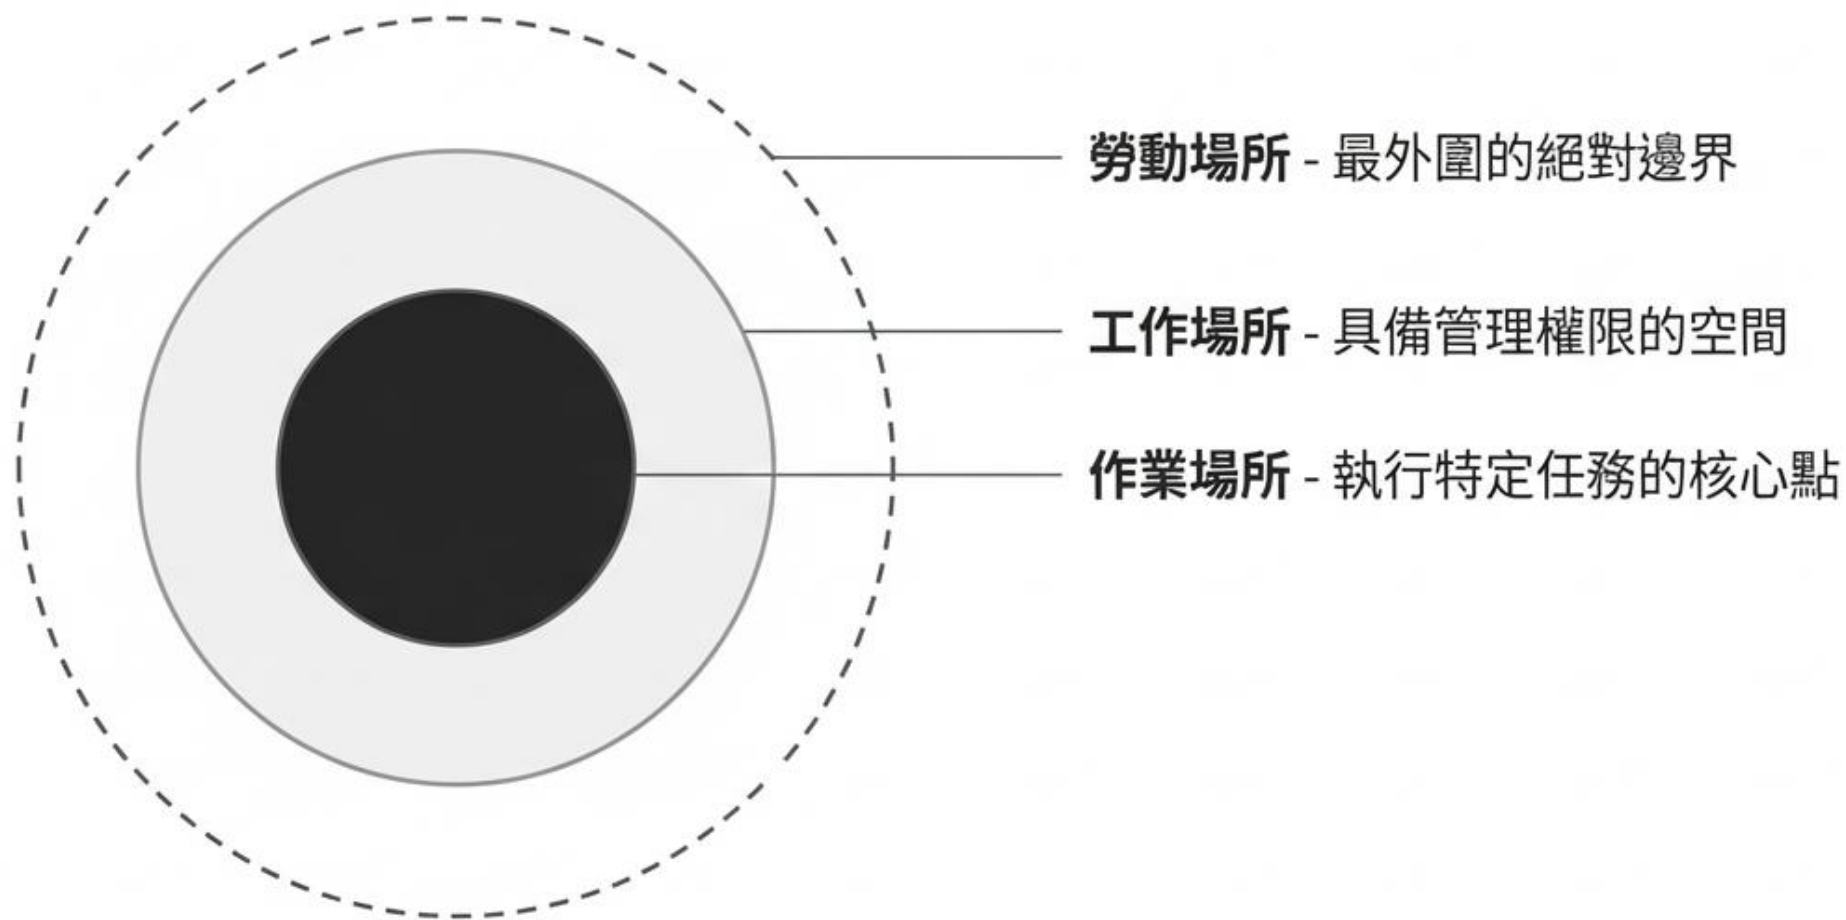 勞動場所 - 最外圍的絕對邊界
工作場所 - 具備管理權限的空間
作業場所 - 執行特定任務的核心點